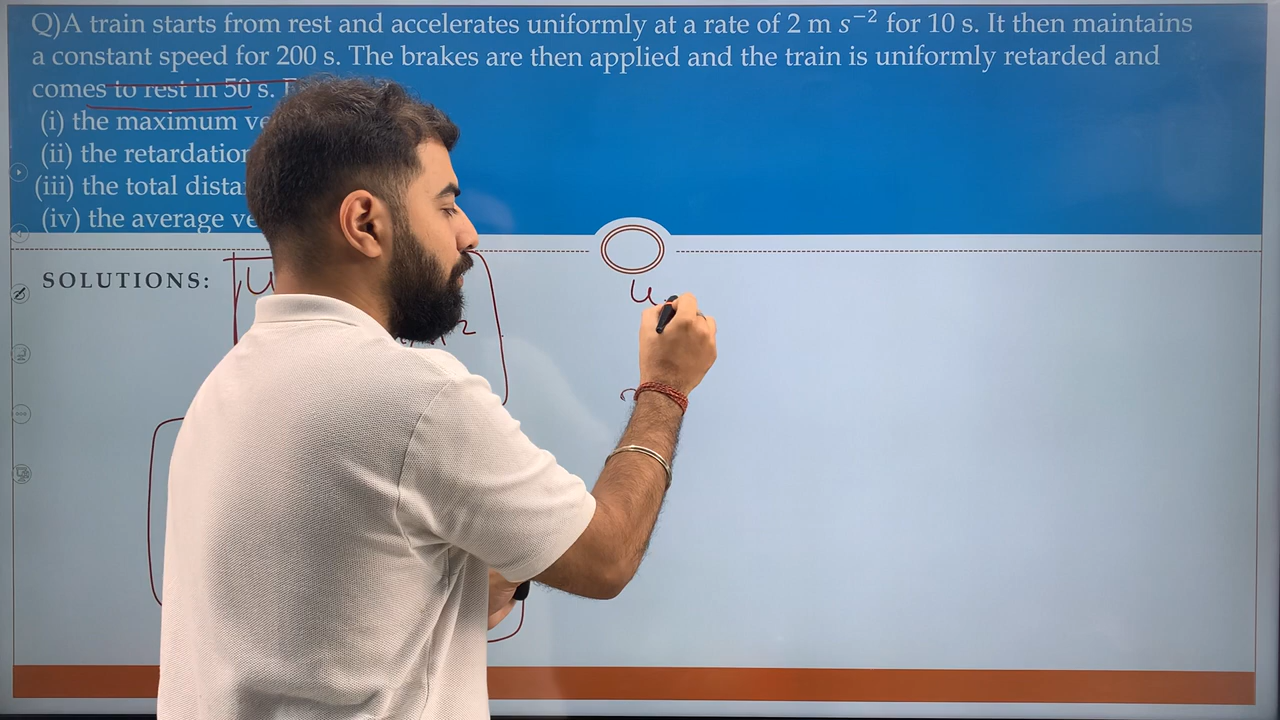 Q)A train starts from rest and accelerates uniformly at a rate of 2 m s⁻² for 10 s. It then maintains
a constant speed for 200 s. The brakes are then applied and the train is uniformly retarded and
comes to rest in 50 s.
(i) the maximum
(ii) the retardation
(iii) the total
(iv) the average
SOLUTIONS: u
u
2